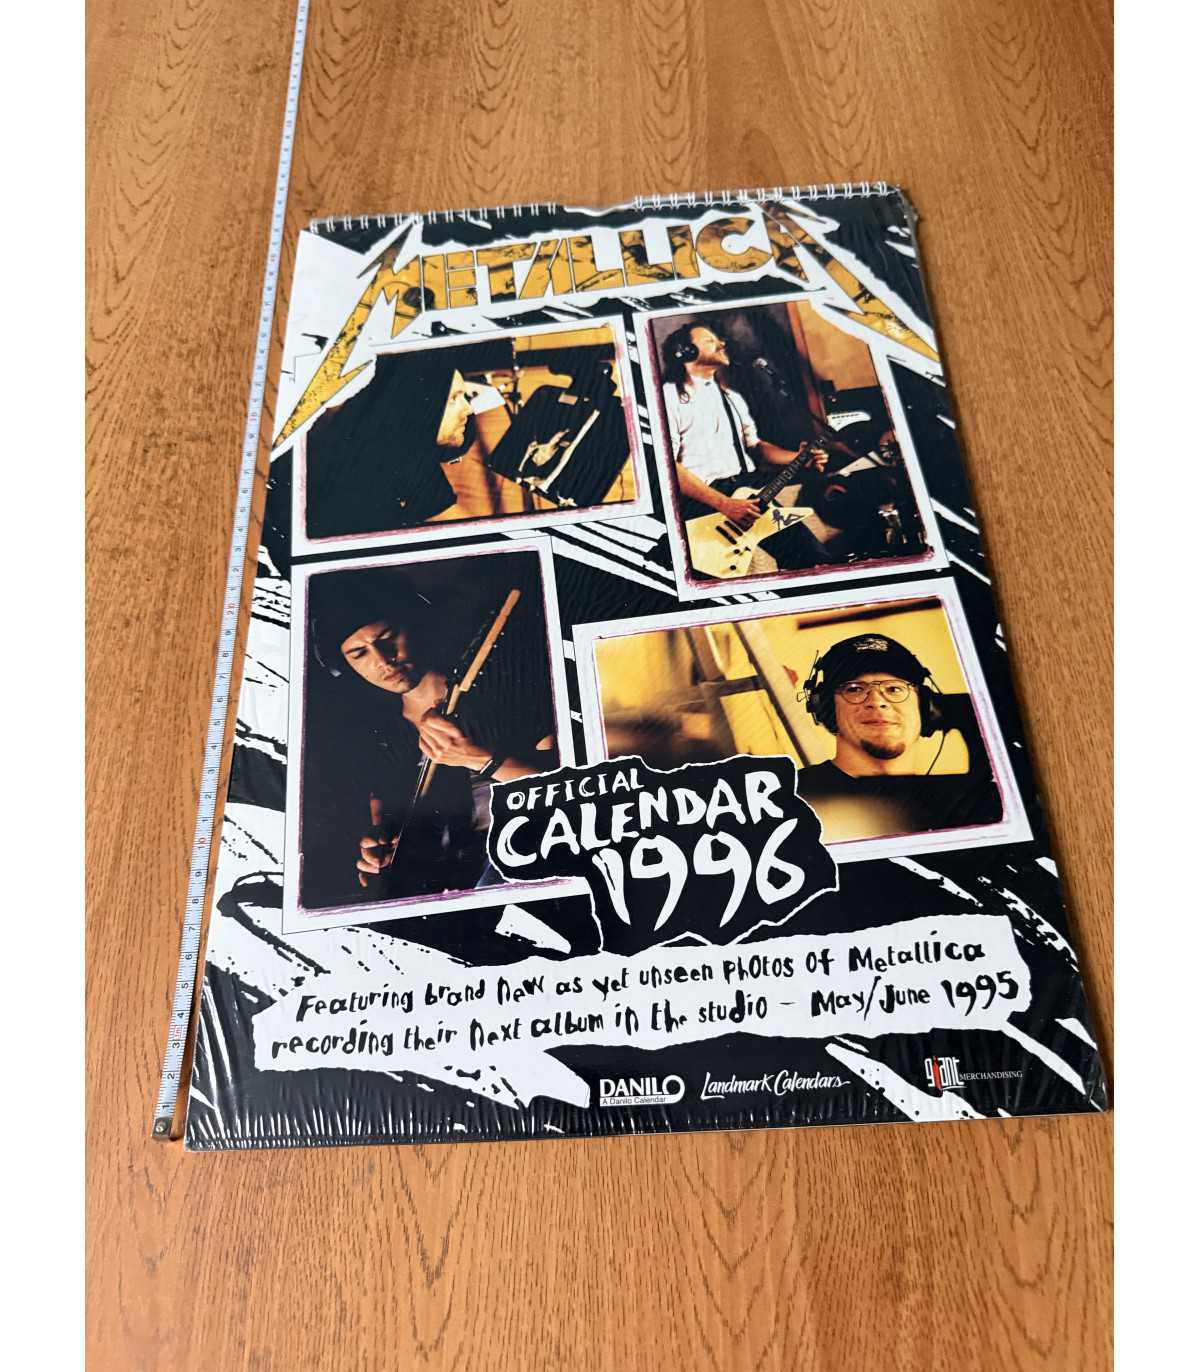 METALLICA
OFFICIAL
CALENDAR
1996
Featuring brand new as yet unseen photos of Metallica
recording their next album in the studio – May/June 1995
DANILO
A Danilo Calendar
Landmark Calendars
giant MERCHANDISING